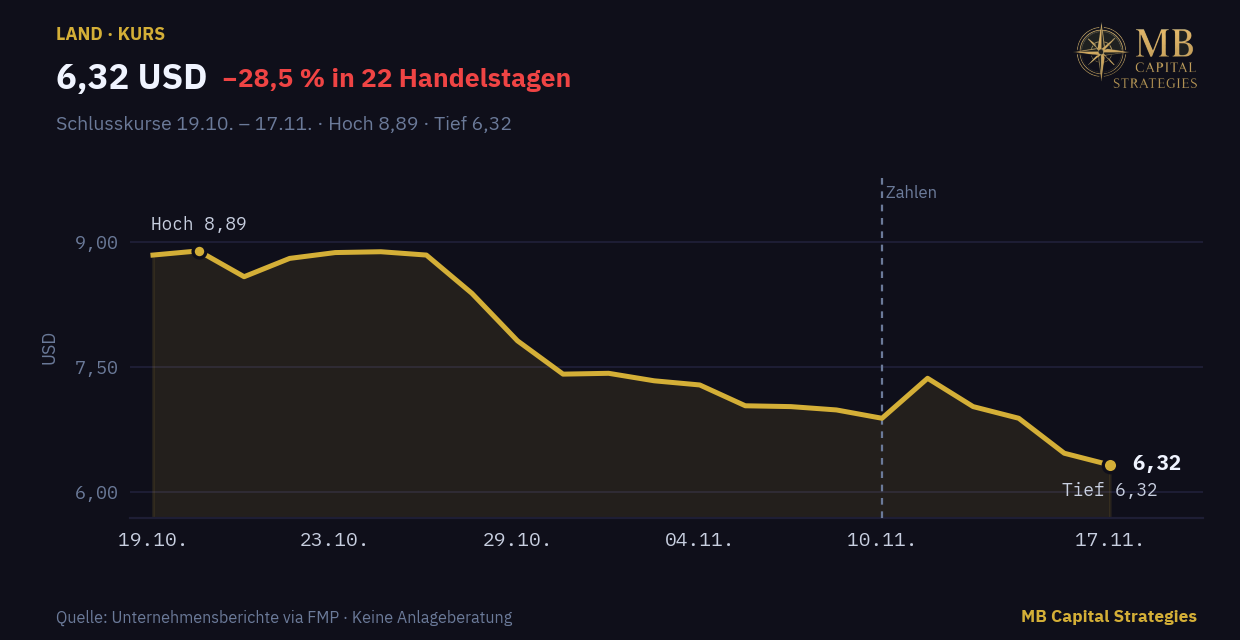 LAND · KURS
6,32 USD −28,5 % in 22 Handelstagen
Schlusskurse 19.10. – 17.11. · Hoch 8,89 · Tief 6,32
MB
CAPITAL
STRATEGIES
Zahlen
Hoch 8,89
9,00
USD
7,50
6,32
Tief 6,32
6,00
19.10. 23.10. 29.10. 04.11. 10.11. 17.11.
Quelle: Unternehmensberichte via FMP · Keine Anlageberatung
MB Capital Strategies